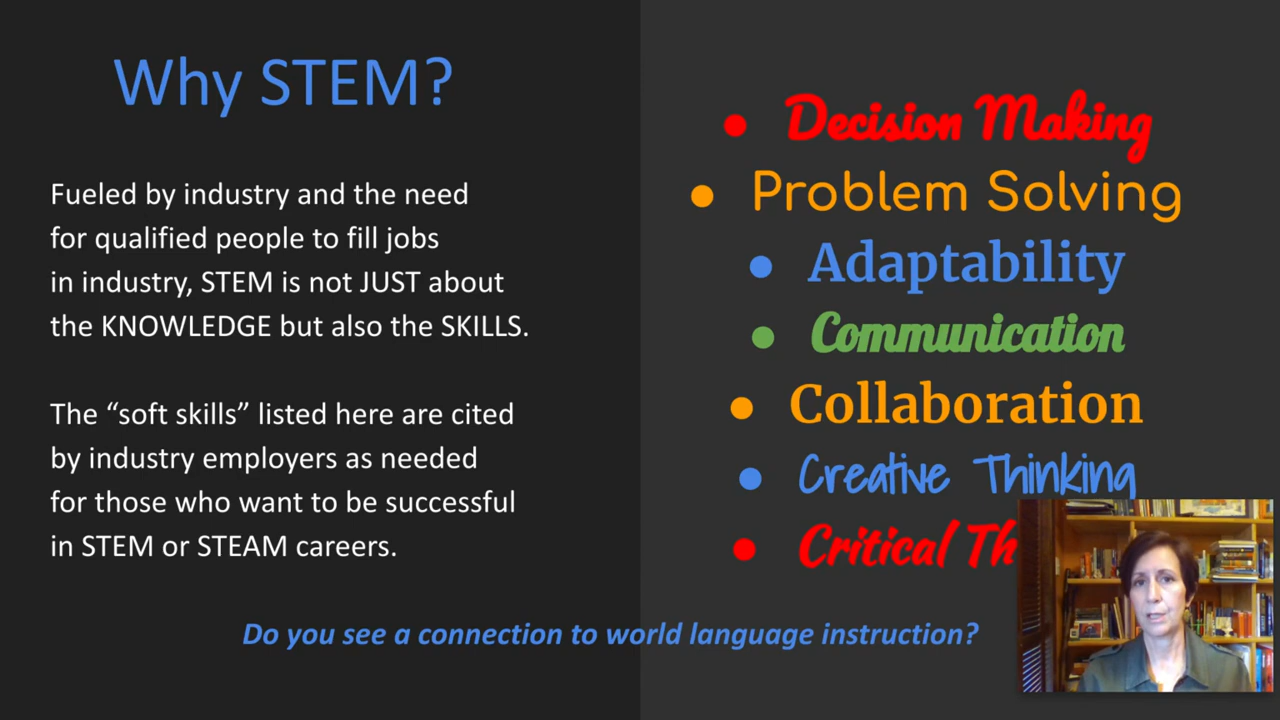 Why STEM?
Fueled by industry and the need
for qualified people to fill jobs
in industry, STEM is not JUST about
the KNOWLEDGE but also the SKILLS.
The “soft skills” listed here are cited
by industry employers as needed
for those who want to be successful
in STEM or STEAM careers.
● Decision Making
● Problem Solving
● Adaptability
● Communication
● Collaboration
● Creative Thinking
● Critical Th
Do you see a connection to world language instruction?